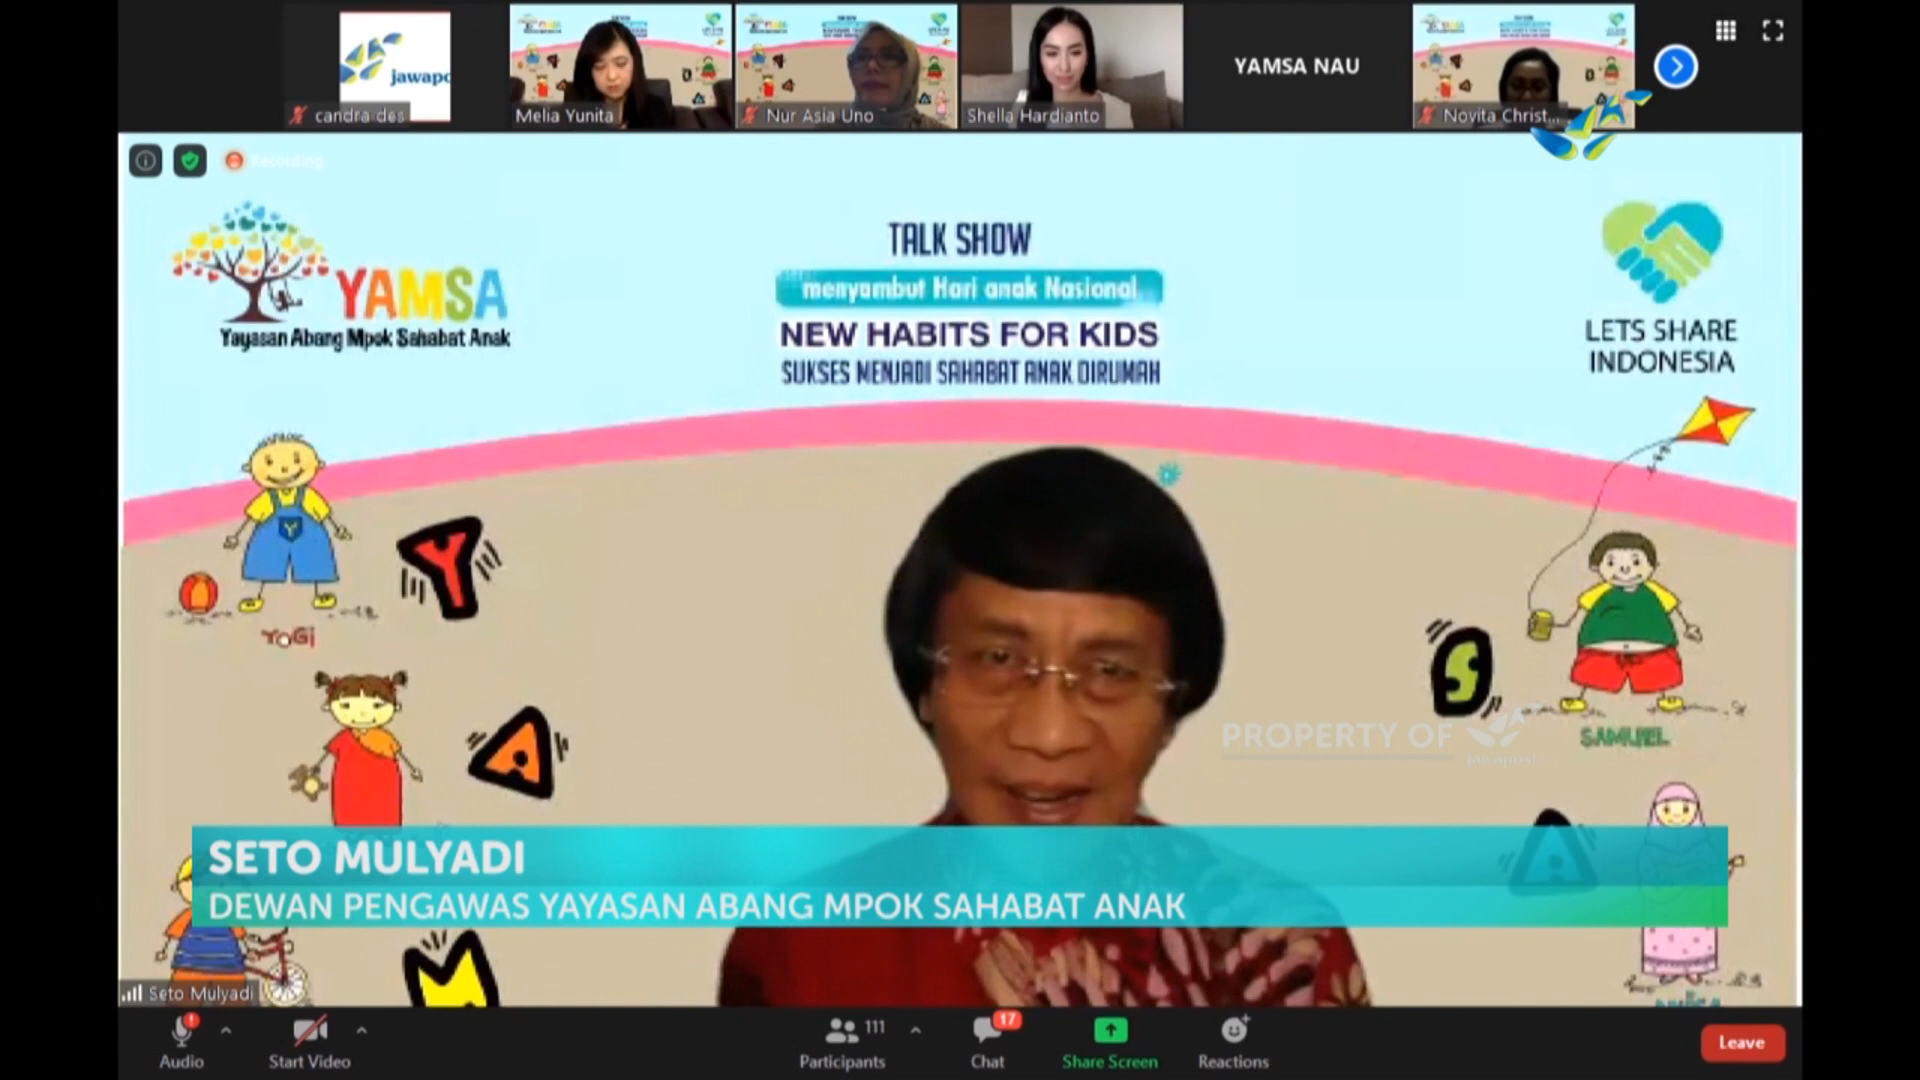 jawapo
candra des
Melia Yunita
Nur Asia Uno
Shella Hardianto
YAMSA NAU
Novita Christ...
Recording
YAMSA
Yayasan Abang Mpok Sahabat Anak
TALK SHOW
menyambut Hari anak Nasional
NEW HABITS FOR KIDS
SUKSES MENJADI SAHABAT ANAK DIRUMAH
LETS SHARE
INDONESIA
Y
YOGI
A
S
SAMUEL
PROPERTY OF
jawapos
A
SETO MULYADI
DEWAN PENGAWAS YAYASAN ABANG MPOK SAHABAT ANAK
M
Seto Mulyadi
Audio
Start Video
Participants 111
Chat 17
Share Screen
Reactions
Leave